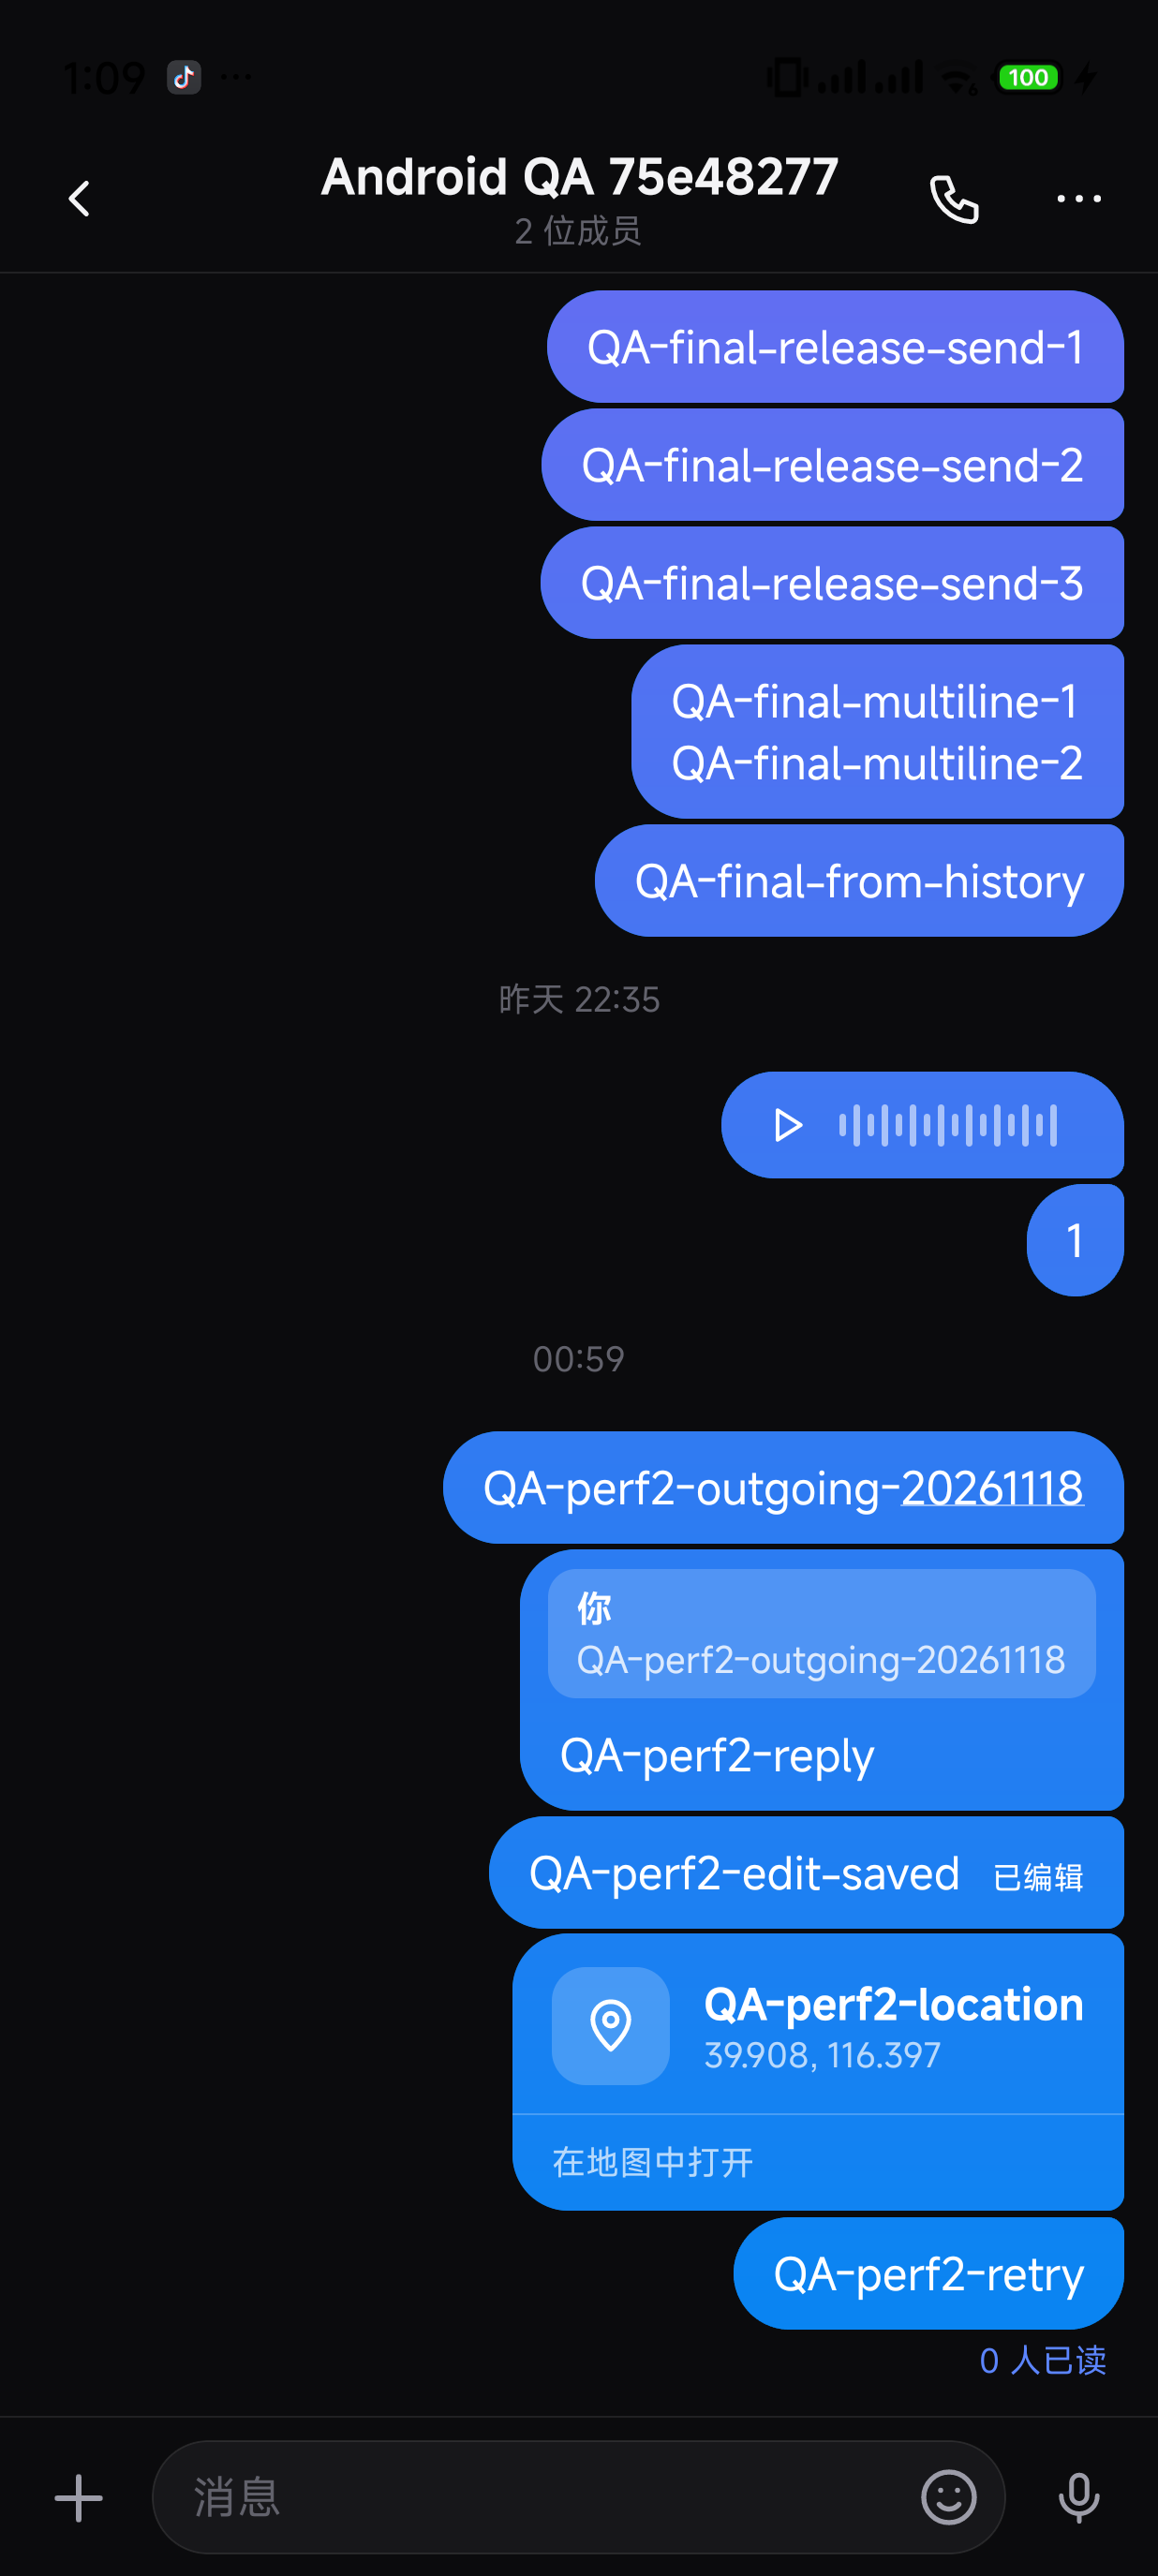 1:09
6
100
Android QA 75e48277
2 位成员
QA-final-release-send-1
QA-final-release-send-2
QA-final-release-send-3
QA-final-multiline-1
QA-final-multiline-2
QA-final-from-history
昨天 22:35
1
00:59
QA-perf2-outgoing-20261118
你
QA-perf2-outgoing-20261118
QA-perf2-reply
QA-perf2-edit-saved 已编辑
QA-perf2-location
39.908, 116.397
在地图中打开
QA-perf2-retry
0 人已读
消息